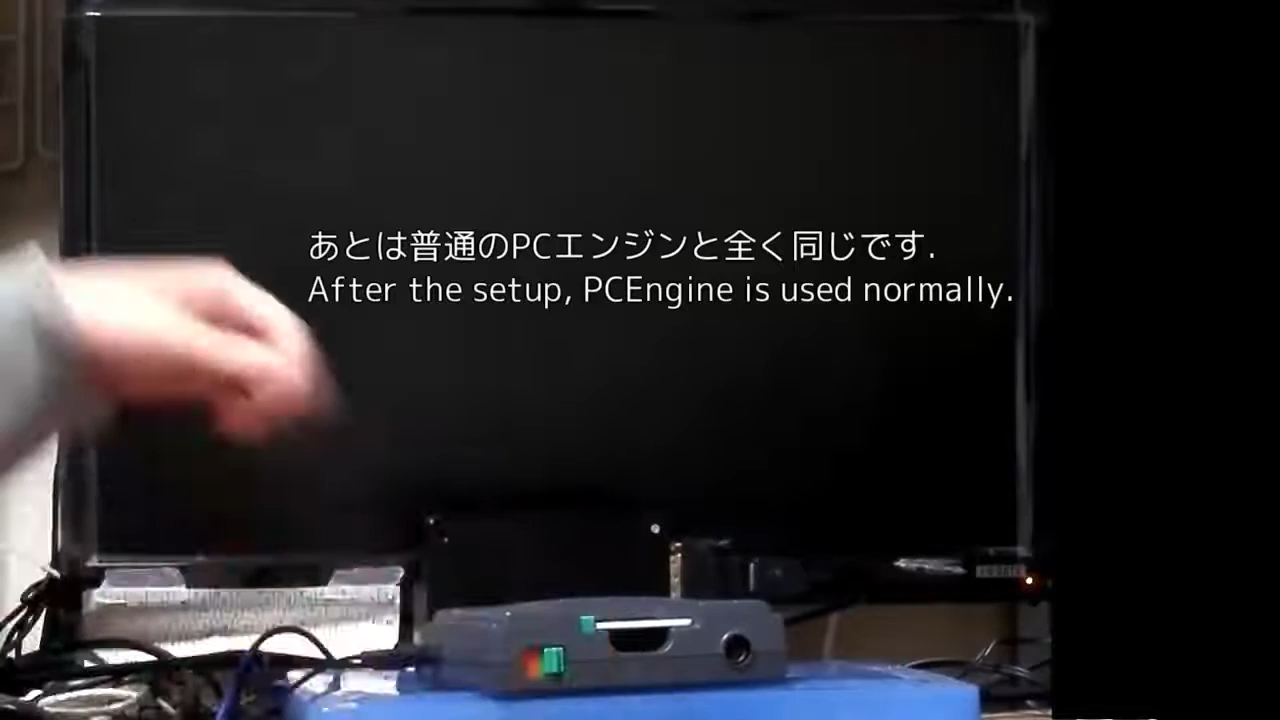 あとは普通のPCエンジンと全く同じです.
After the setup, PCEngine is used normally.